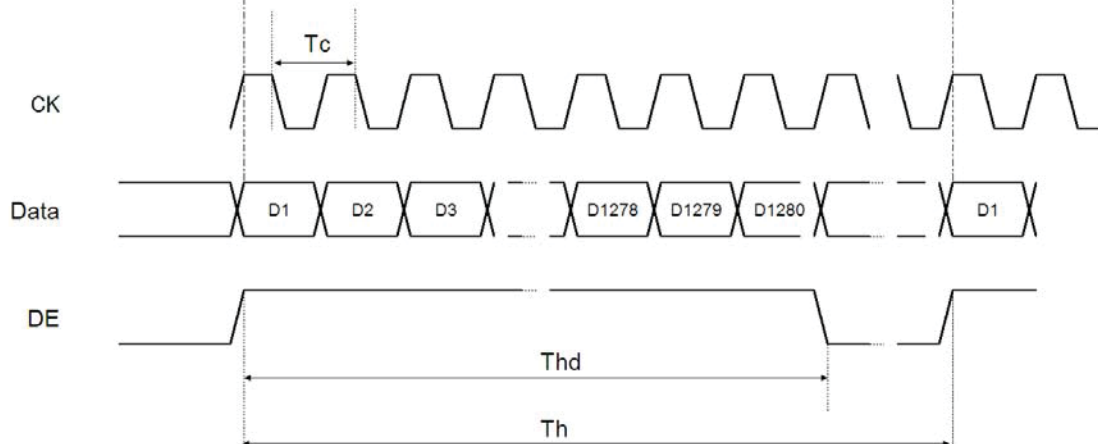 Tc
CK
Data D1 D2 D3 D1278 D1279 D1280 D1
DE
Thd
Th